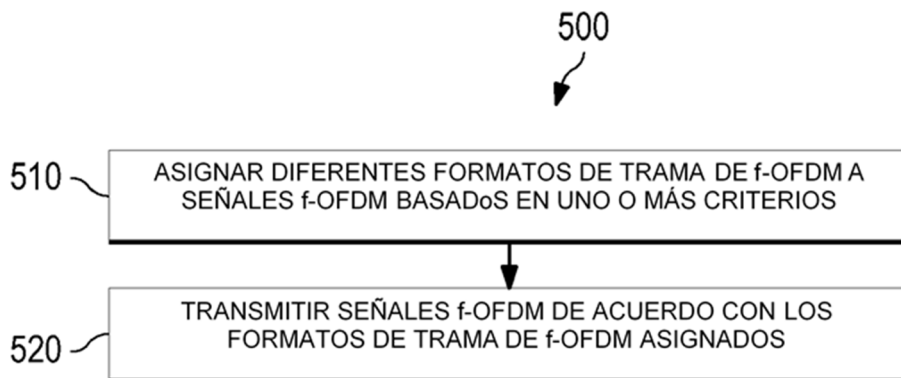 500
510
ASIGNAR DIFERENTES FORMATOS DE TRAMA DE f-OFDM A
SEÑALES f-OFDM BASADoS EN UNO O MÁS CRITERIOS
520
TRANSMITIR SEÑALES f-OFDM DE ACUERDO CON LOS
FORMATOS DE TRAMA DE f-OFDM ASIGNADOS